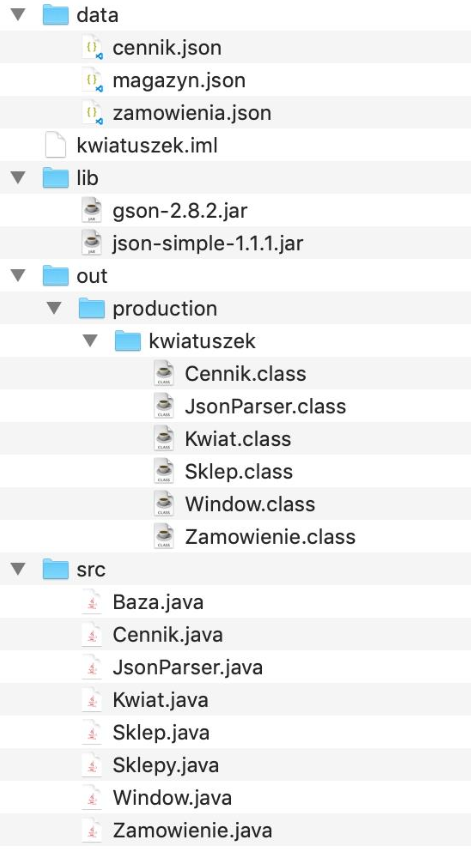 data
cennik.json
magazyn.json
zamowienia.json
kwiatuszek.iml
lib
gson-2.8.2.jar
json-simple-1.1.1.jar
out
production
kwiatuszek
Cennik.class
JsonParser.class
Kwiat.class
Sklep.class
Window.class
Zamowienie.class
src
Baza.java
Cennik.java
JsonParser.java
Kwiat.java
Sklep.java
Sklepy.java
Window.java
Zamowienie.java